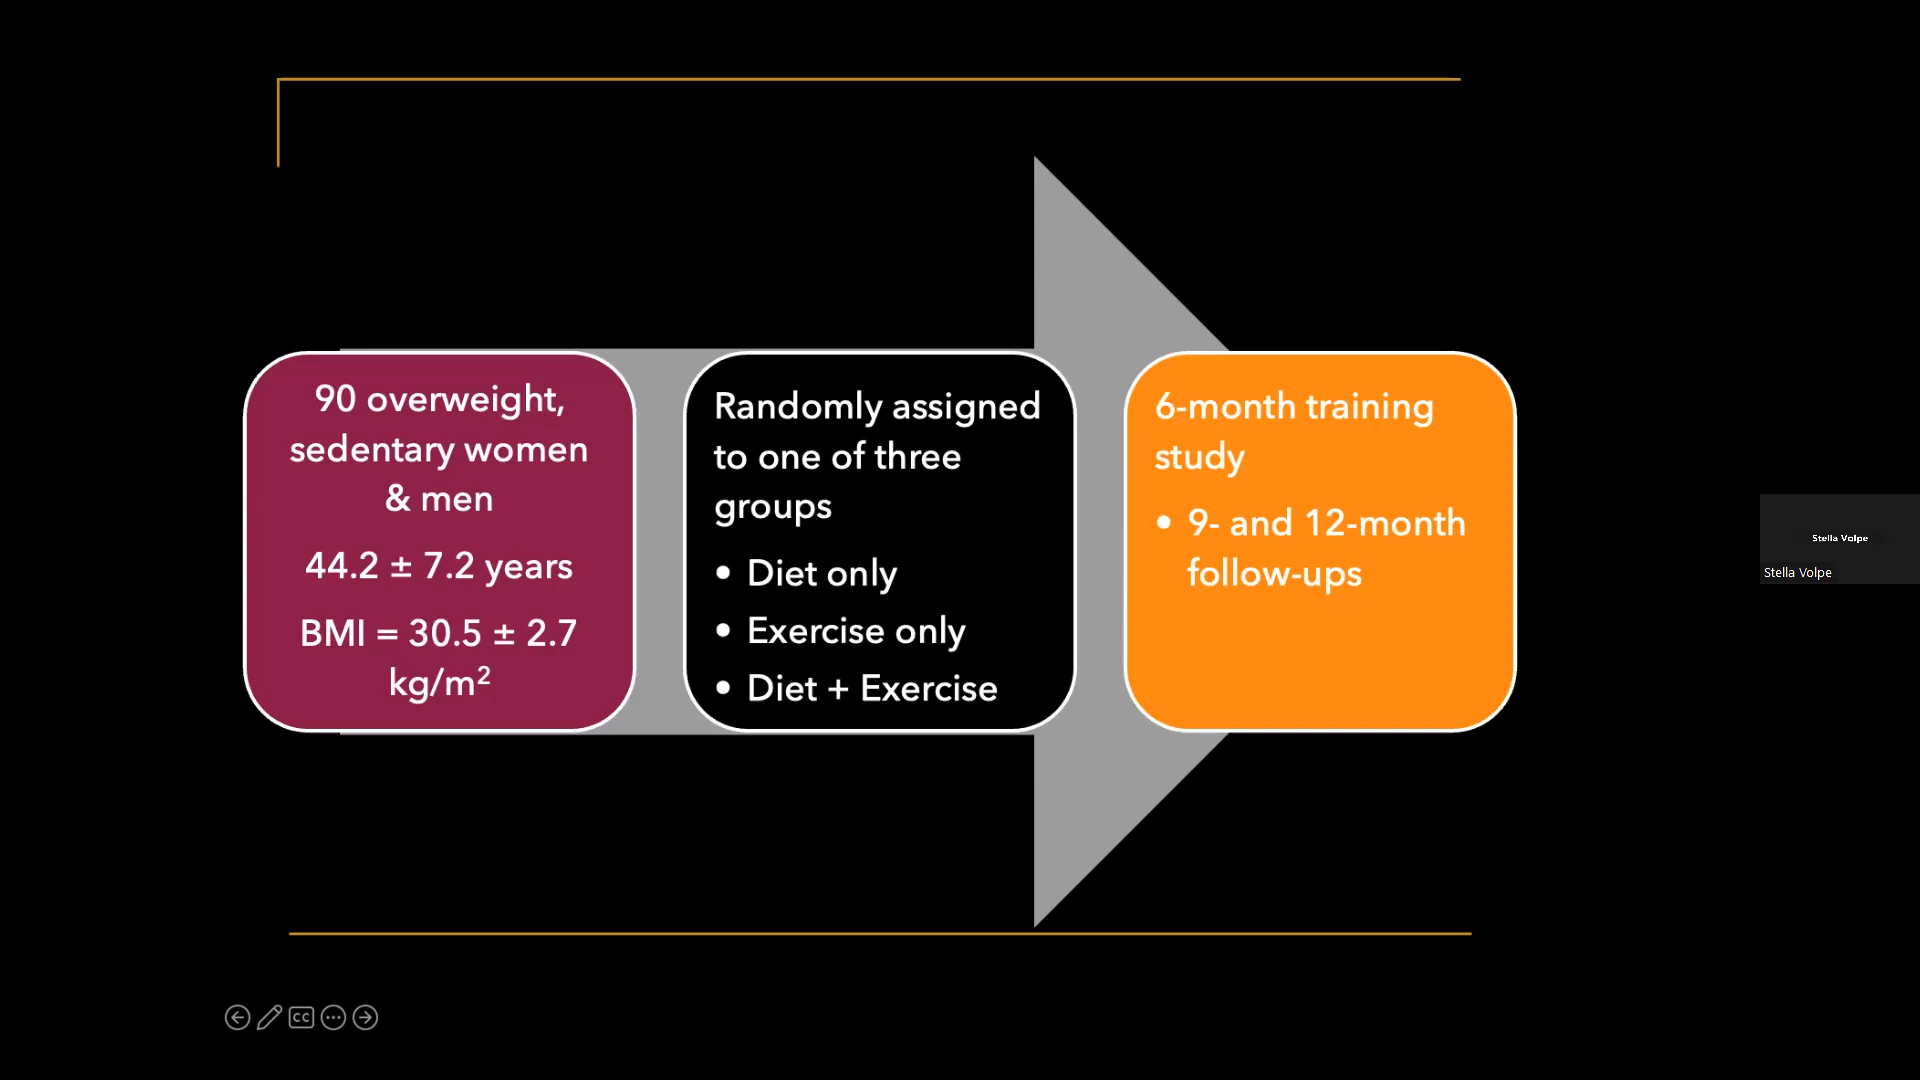 90 overweight,
sedentary women
& men
44.2 ± 7.2 years
BMI = 30.5 ± 2.7
kg/m²
Randomly assigned
to one of three
groups
• Diet only
• Exercise only
• Diet + Exercise
6-month training
study
• 9- and 12-month
follow-ups
Stella Volpe
Stella Volpe
CC